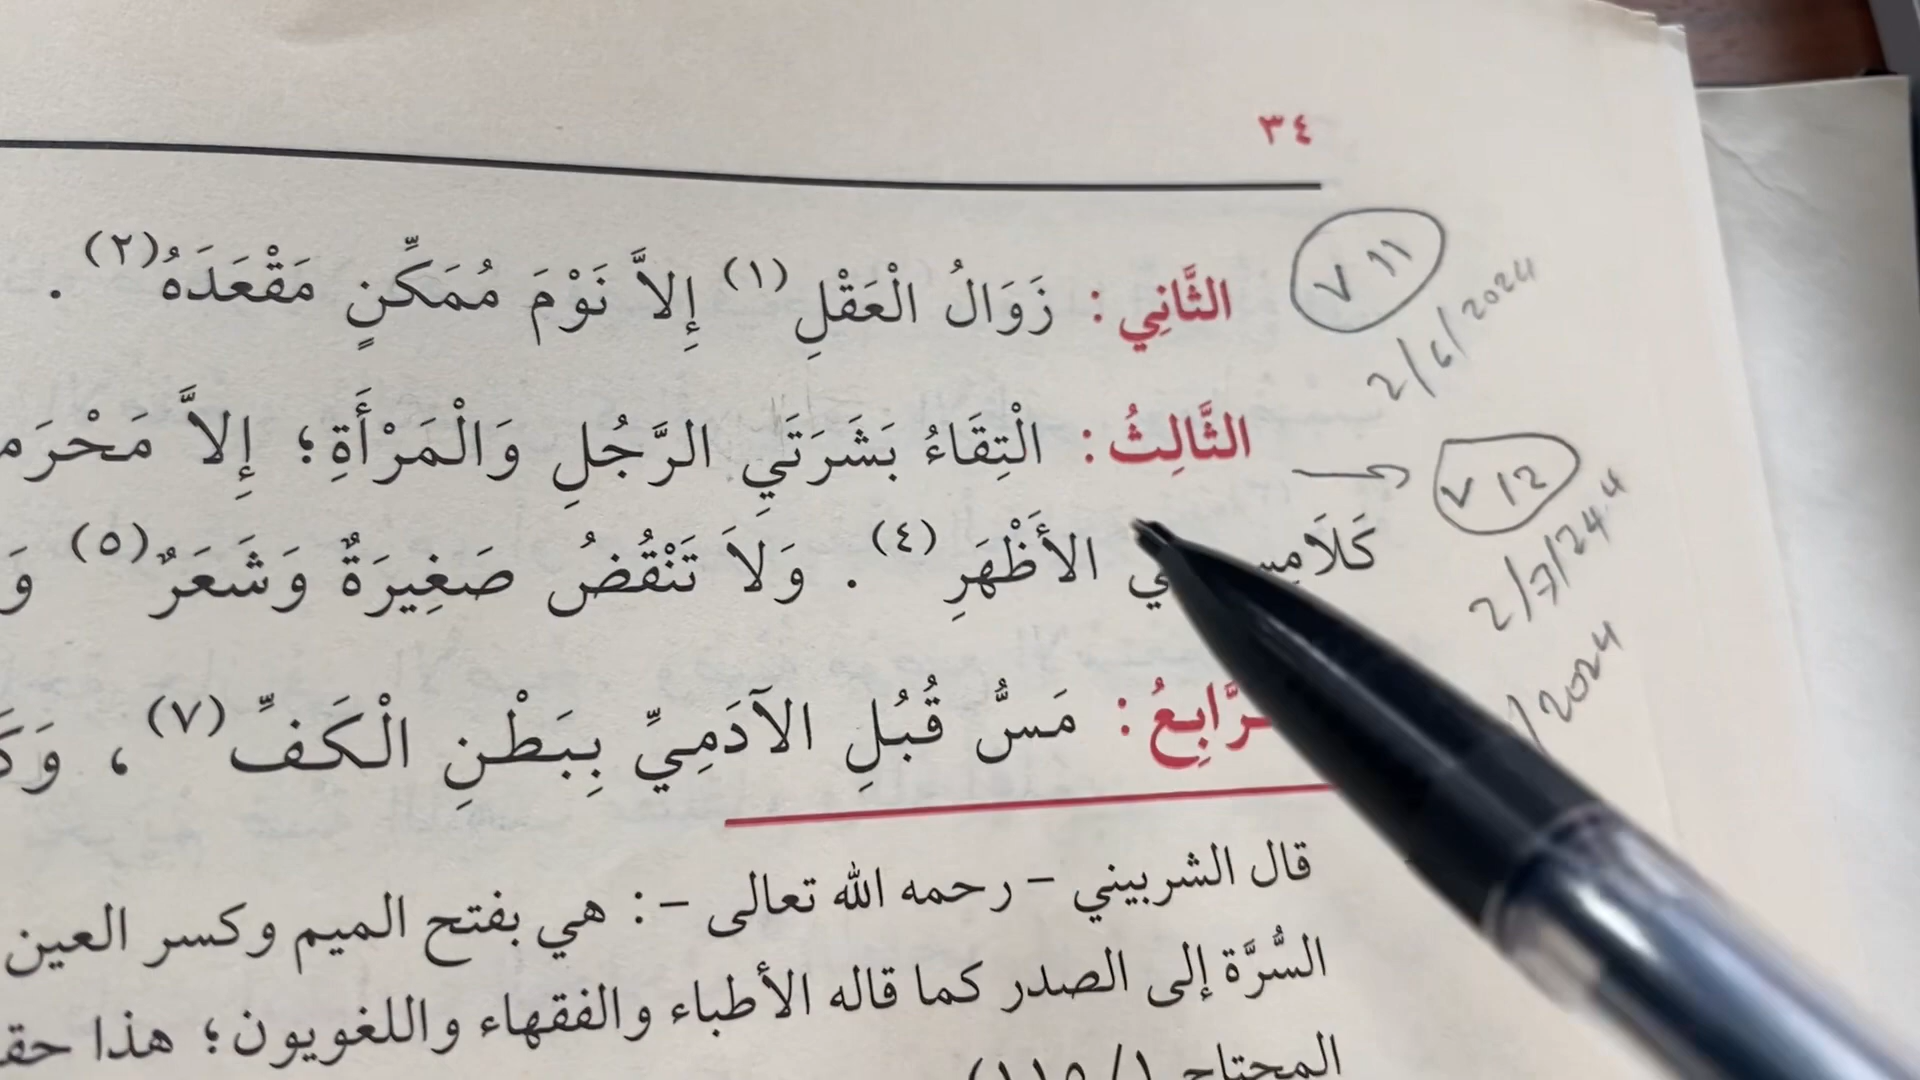 ٣٤
الثَّانِي : زَوَالُ الْعَقْلِ (١) إِلاَّ نَوْمَ مُمَكِّنٍ مَقْعَدَهُ (٢) .
V 11
2/6/2024
الثَّالِثُ : الْتِقَاءُ بَشَرَتَيِ الرَّجُلِ وَالْمَرْأَةِ؛ إِلاَّ
V 12
2/7/24
الأَظْهَرِ (٤) . وَلاَ تَنْقُضُ صَغِيرَةٌ وَشَعَرٌ (٥)
/2024
مَسُّ قُبُلِ الآدَمِيِّ بِبَطْنِ الْكَفِّ (٧) ،
قال الشربيني – رحمه الله تعالى – : هي بفتح الميم وكسر العين
السُّرَّة إلى الصدر كما قاله الأطباء والفقهاء واللغويون؛ هذا
المحتاج